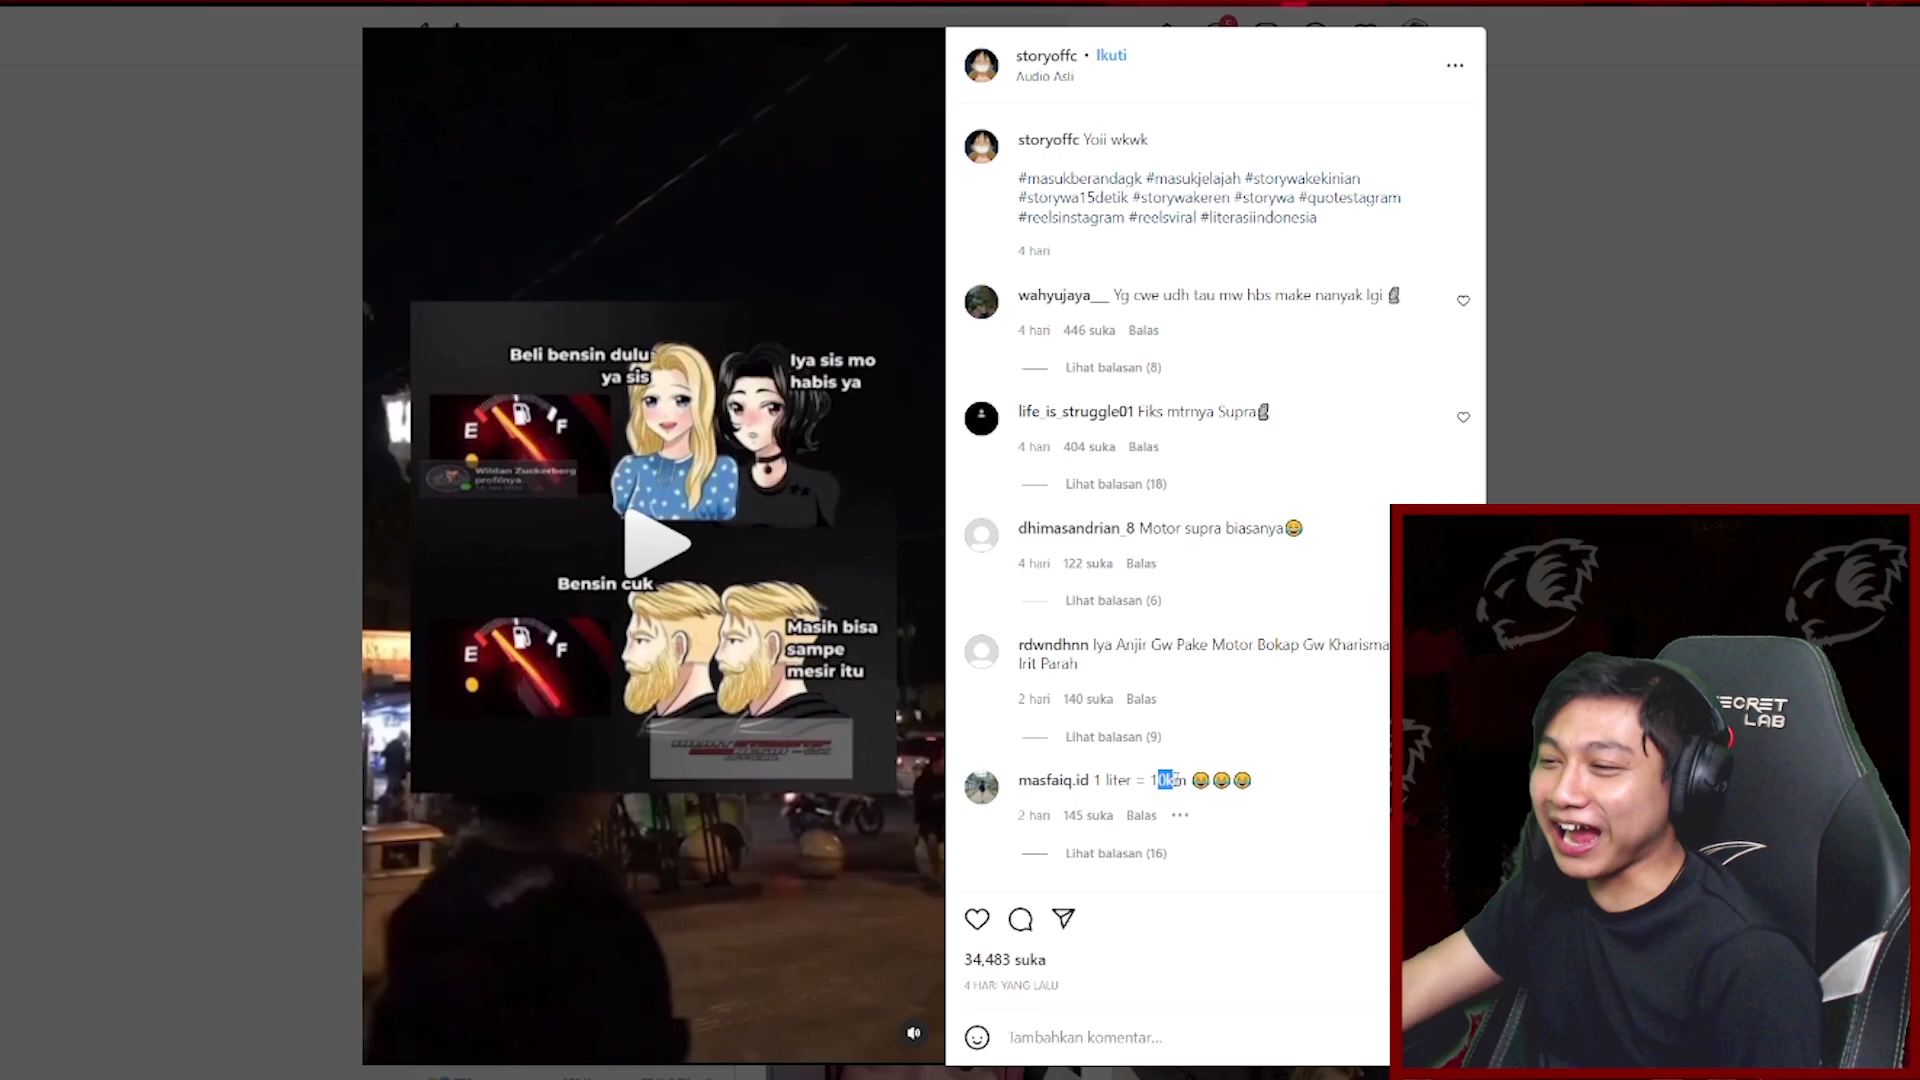 storyoffc • Ikuti
Audio Asli
storyoffc Yoii wkwk
#masukberandagk #masukjelajah #storywakekinian
#storywa15detik #storywakeren #storywa #quotestagram
#reelsinstagram #reelsviral #literasiindonesia
4 hari
wahyujaya__ Yg cwe udh tau mw hbs make nanyak lgi 🗿
4 hari 446 suka Balas
Lihat balasan (8)
life_is_struggle01 Fiks mtrnya Supra🗿
4 hari 404 suka Balas
Lihat balasan (18)
dhimasandrian_8 Motor supra biasanya😂
4 hari 122 suka Balas
Lihat balasan (6)
rdwndhnn Iya Anjir Gw Pake Motor Bokap Gw Kharisma
Irit Parah
2 hari 140 suka Balas
Lihat balasan (9)
masfaiq.id 1 liter = 10km 😂😂😂
2 hari 145 suka Balas
Lihat balasan (16)
34,483 suka
4 HARI YANG LALU
Tambahkan komentar...
Beli bensin dulu
ya sis
Iya sis mo
habis ya
E F
Wildan Zuckerberg
profilnya.
Bensin cuk
Masih bisa
sampe
mesir itu
E F
SECRET
LAB